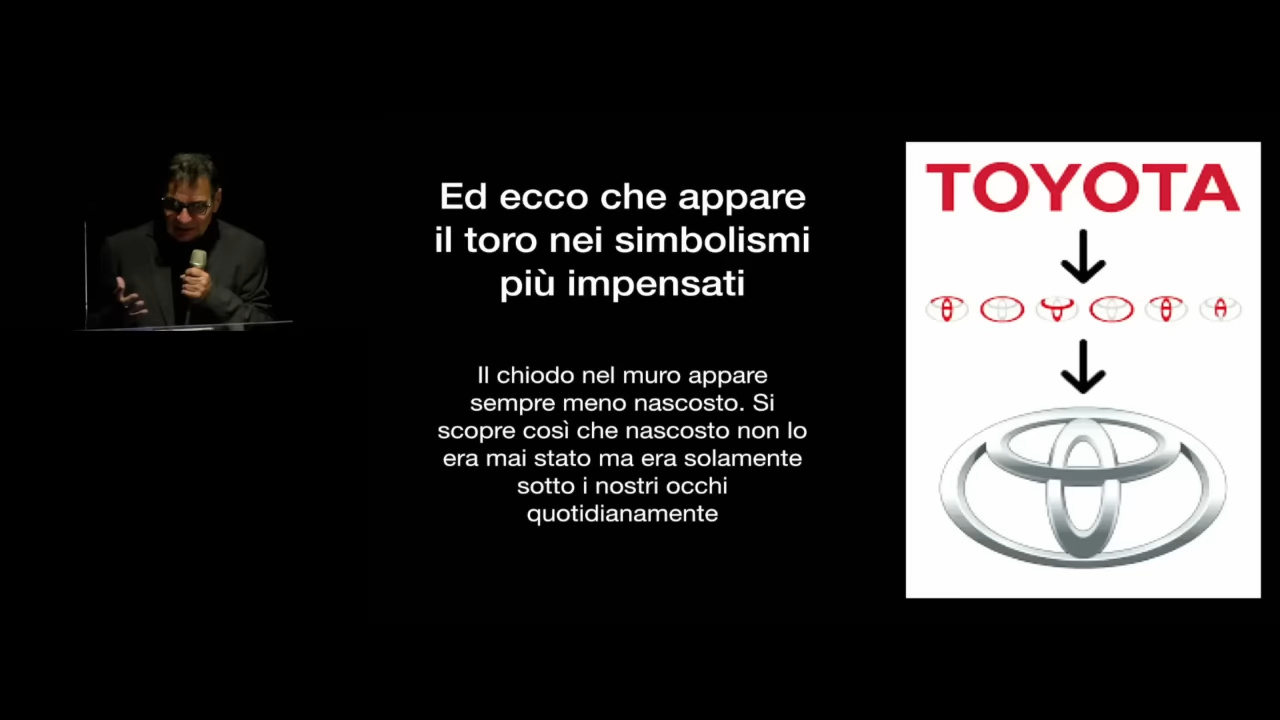 Ed ecco che appare
il toro nei simbolismi
più impensati
Il chiodo nel muro appare
sempre meno nascosto. Si
scopre così che nascosto non lo
era mai stato ma era solamente
sotto i nostri occhi
quotidianamente
TOYOTA